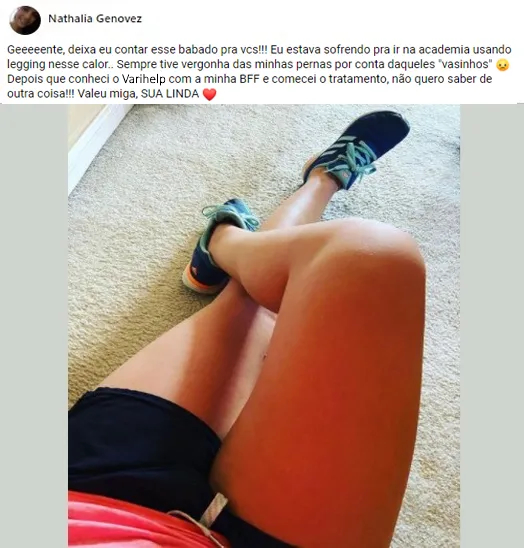 Nathalia Genovez
Geeeeente, deixa eu contar esse babado pra vcs!!! Eu estava sofrendo pra ir na academia usando
legging nesse calor.. Sempre tive vergonha das minhas pernas por conta daqueles "vasinhos" 😣
Depois que conheci o Varihelp com a minha BFF e comecei o tratamento, não quero saber de
outra coisa!!! Valeu miga, SUA LINDA ❤️